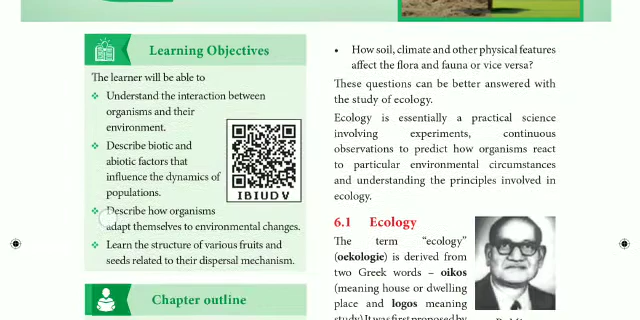 Learning Objectives
The learner will be able to
Understand the interaction between
organisms and their
environment.
Describe biotic and
abiotic factors that
influence the dynamics of
populations.
Describe how organisms
adapt themselves to environmental changes.
Learn the structure of various fruits and
seeds related to their dispersal mechanism.
IBIUDV
Chapter outline
• How soil, climate and other physical features
affect the flora and fauna or vice versa?
These questions can be better answered with
the study of ecology.
Ecology is essentially a practical science
involving experiments, continuous
observations to predict how organisms react
to particular environmental circumstances
and understanding the principles involved in
ecology.
6.1 Ecology
The term “ecology”
(oekologie) is derived from
two Greek words – oikos
(meaning house or dwelling
place and logos meaning
study) It was first proposed by